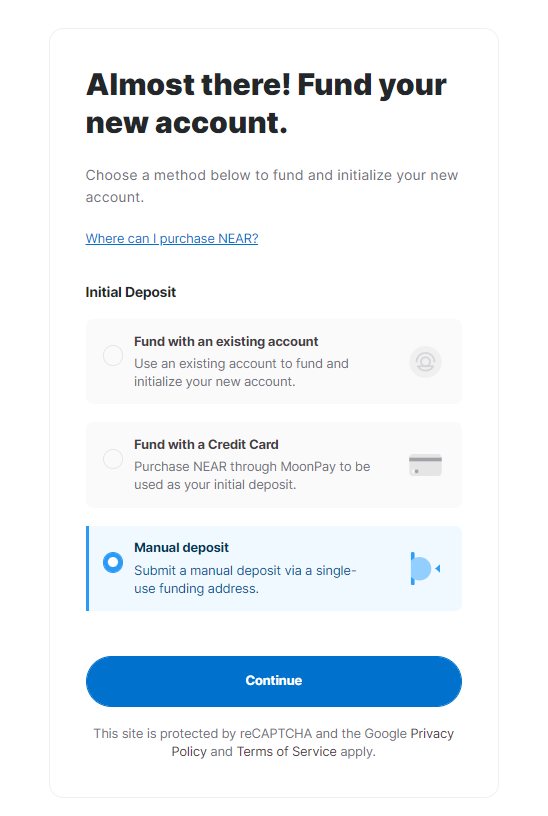 Almost there! Fund your
new account.
Choose a method below to fund and initialize your new
account.
Where can I purchase NEAR?
Initial Deposit
Fund with an existing account
Use an existing account to fund and
initialize your new account.
Fund with a Credit Card
Purchase NEAR through MoonPay to be
used as your initial deposit.
Manual deposit
Submit a manual deposit via a single-
use funding address.
Continue
This site is protected by reCAPTCHA and the Google Privacy
Policy and Terms of Service apply.